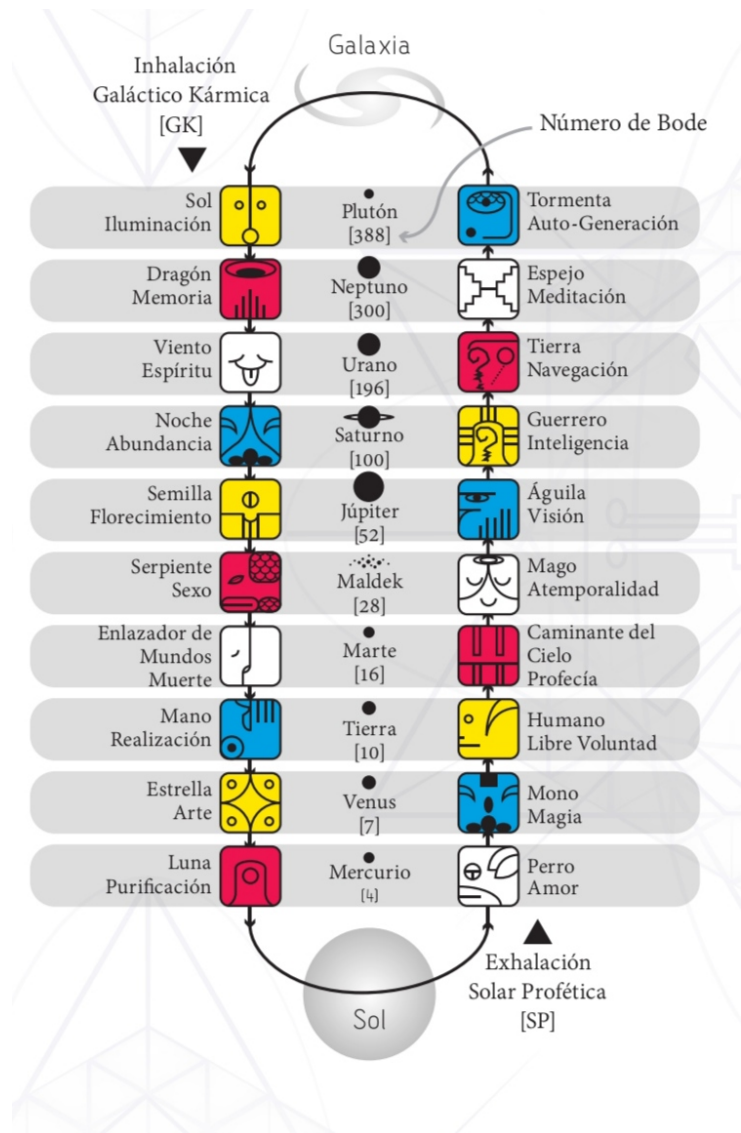 Galaxia
Inhalación
Galáctico Kármica
[GK]
Número de Bode
Sol
Iluminación
Plutón
[388]
Tormenta
Auto-Generación
Dragón
Memoria
Neptuno
[300]
Espejo
Meditación
Viento
Espíritu
Urano
[196]
Tierra
Navegación
Noche
Abundancia
Saturno
[100]
Guerrero
Inteligencia
Semilla
Florecimiento
Júpiter
[52]
Águila
Visión
Serpiente
Sexo
Maldek
[28]
Mago
Atemporalidad
Enlazador de
Mundos
Muerte
Marte
[16]
Caminante del
Cielo
Profecía
Mano
Realización
Tierra
[10]
Humano
Libre Voluntad
Estrella
Arte
Venus
[7]
Mono
Magia
Luna
Purificación
Mercurio
[4]
Perro
Amor
Exhalación
Solar Profética
[SP]
Sol